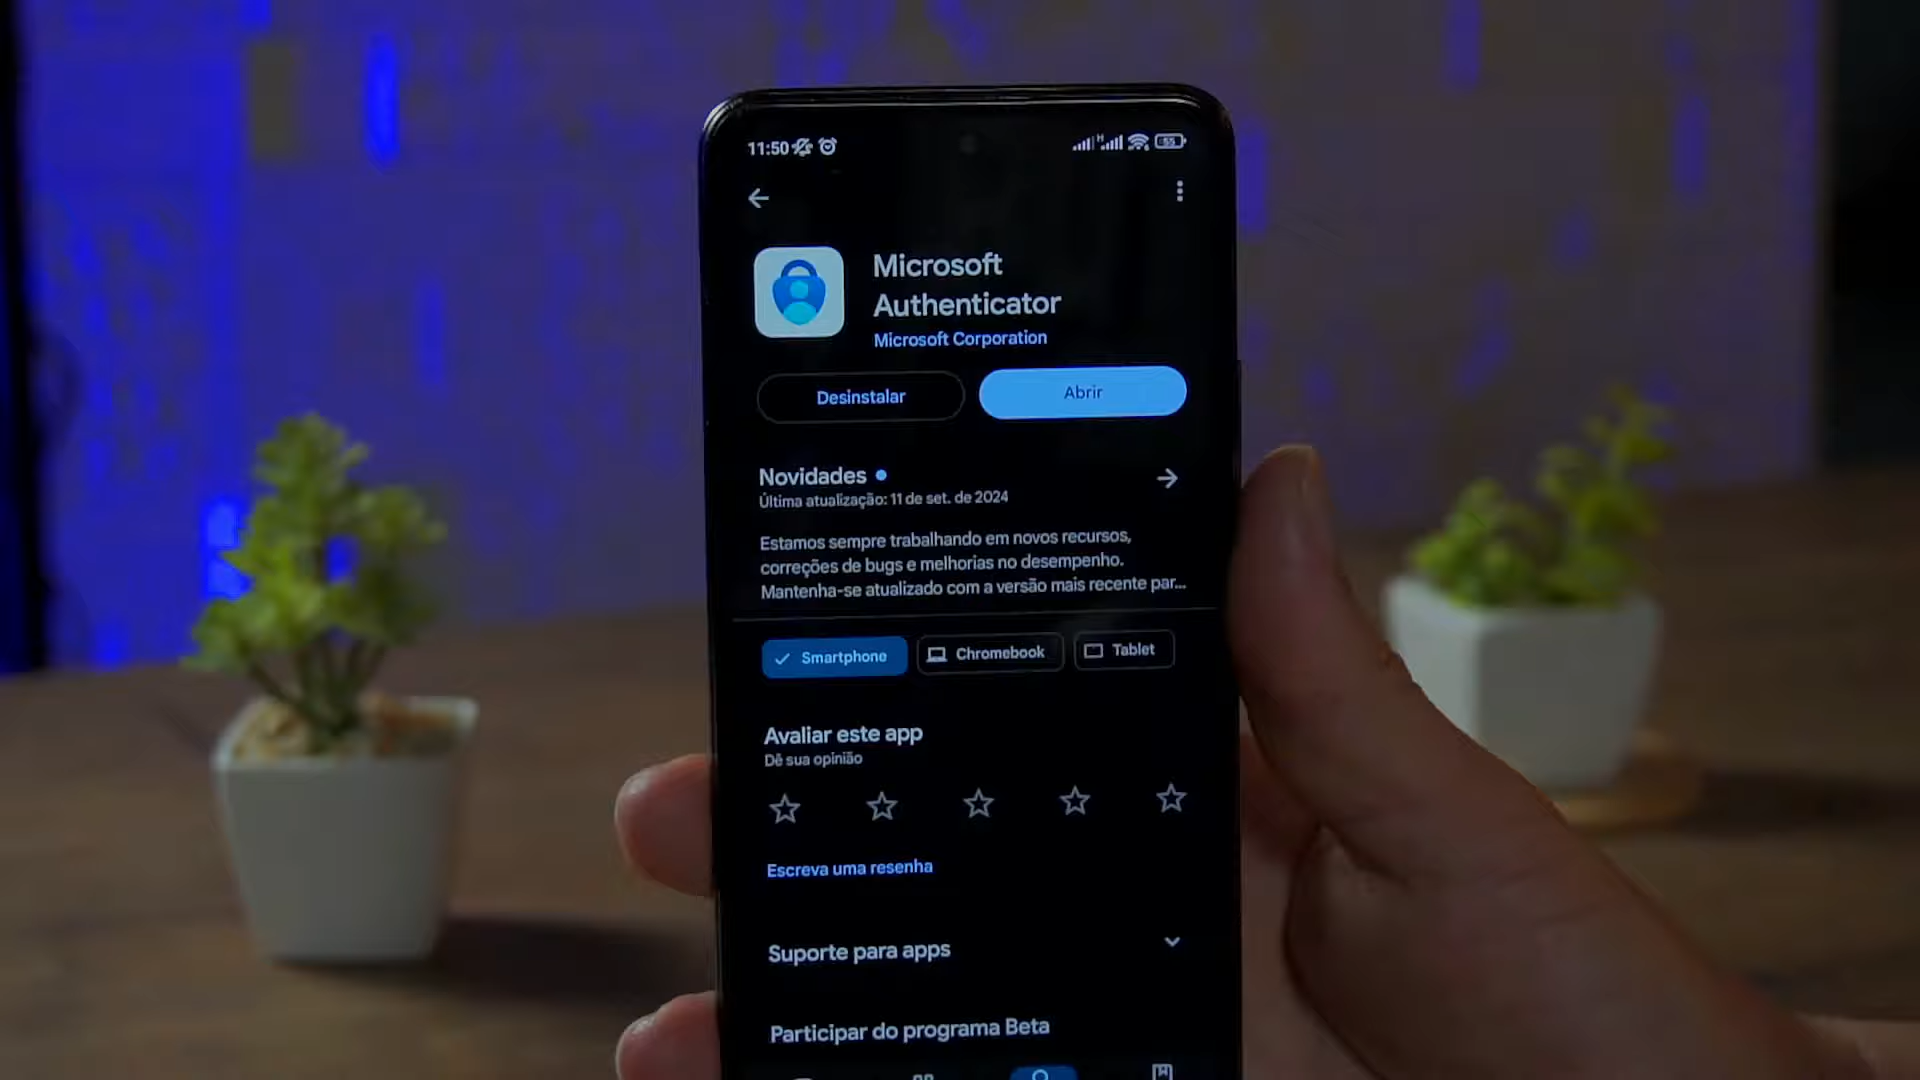 11:50
H
55
Microsoft
Authenticator
Microsoft Corporation
Desinstalar
Abrir
Novidades
Última atualização: 11 de set. de 2024
Estamos sempre trabalhando em novos recursos,
correções de bugs e melhorias no desempenho.
Mantenha-se atualizado com a versão mais recente par...
Smartphone
Chromebook
Tablet
Avaliar este app
Dê sua opinião
Escreva uma resenha
Suporte para apps
Participar do programa Beta